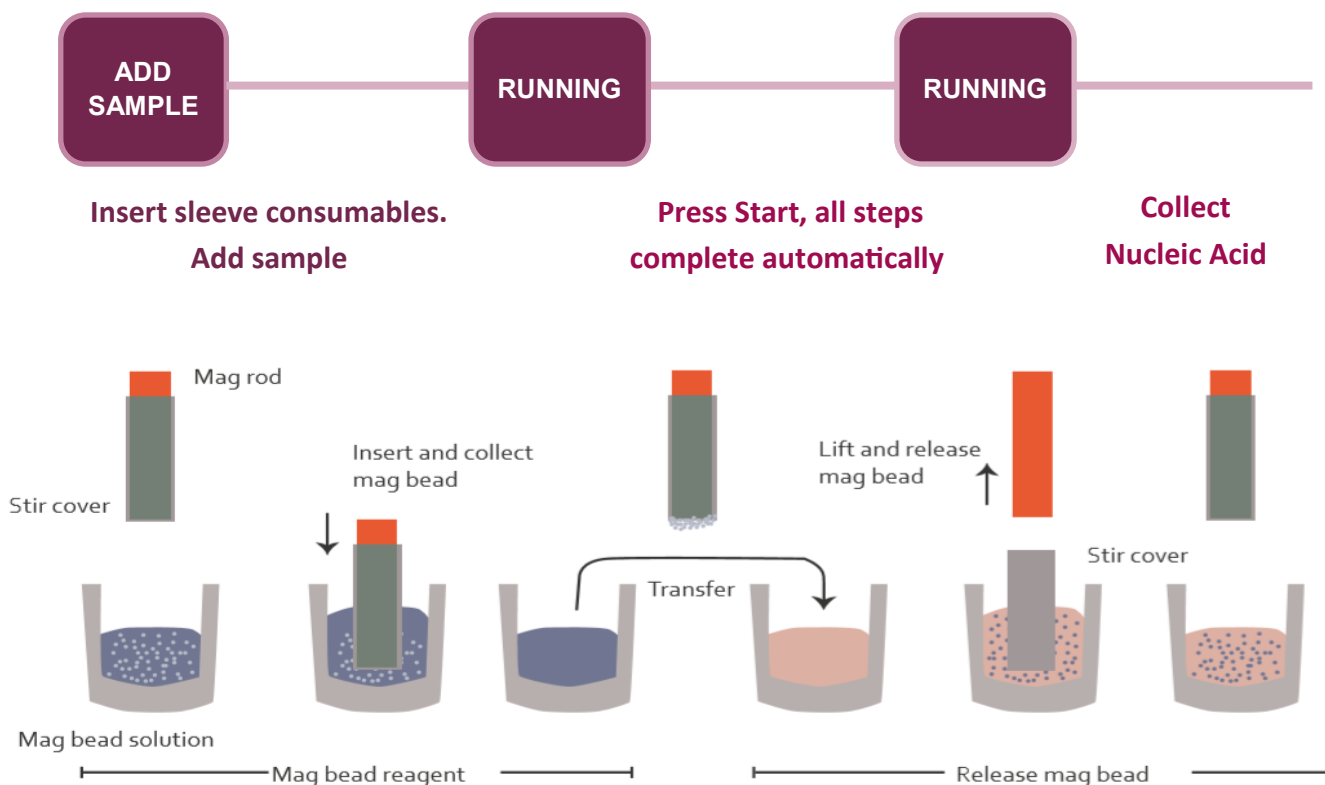 ADD
SAMPLE
RUNNING
RUNNING
Insert sleeve consumables.
Add sample
Press Start, all steps
complete automatically
Collect
Nucleic Acid
Mag rod
Stir cover
Insert and collect
mag bead
Transfer
Lift and release
mag bead
Stir cover
Mag bead solution
Mag bead reagent
Release mag bead